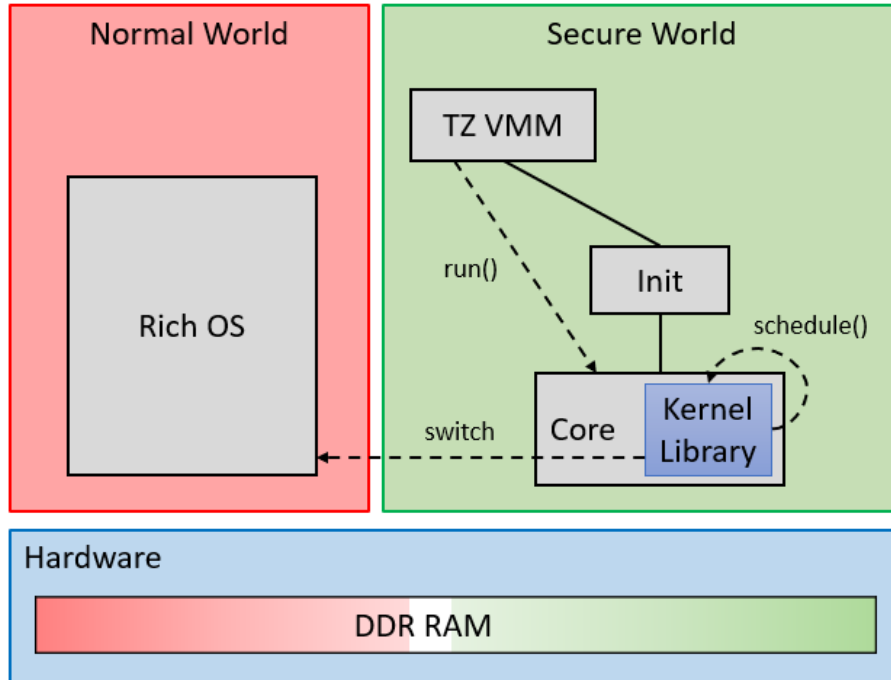 Normal World
Secure World
TZ VMM
run()
Init
Rich OS
schedule()
Core
Kernel
Library
switch
Hardware
DDR RAM